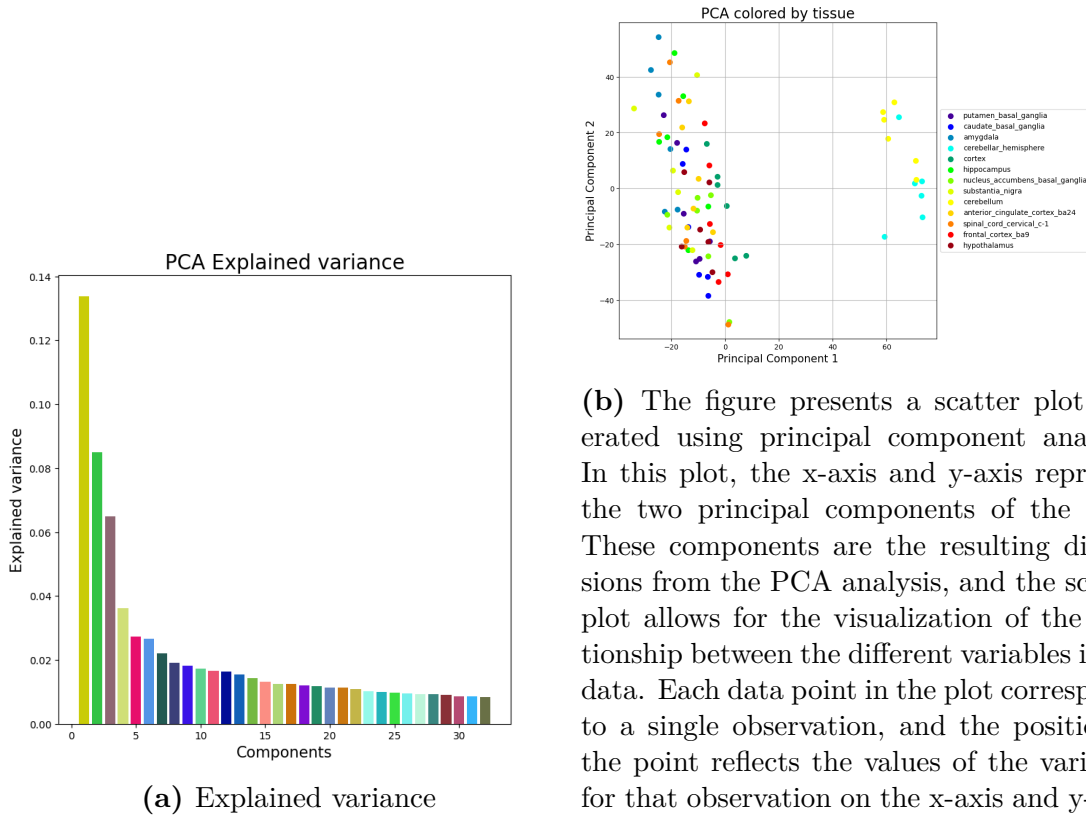 PCA colored by tissue
40
20
0
−20
−40
Principal Component 2
−20
0
20
40
60
Principal Component 1
putamen_basal_ganglia
caudate_basal_ganglia
amygdala
cerebellar_hemisphere
cortex
hippocampus
nucleus_accumbens_basal_ganglia
substantia_nigra
cerebellum
anterior_cingulate_cortex_ba24
spinal_cord_cervical_c-1
frontal_cortex_ba9
hypothalamus
PCA Explained variance
0.14
0.12
0.10
0.08
0.06
0.04
0.02
0.00
Explained variance
0
5
10
15
20
25
30
Components
(a) Explained variance
(b) The figure presents a scatter plot
erated using principal component ana
In this plot, the x-axis and y-axis repr
the two principal components of the
These components are the resulting di
sions from the PCA analysis, and the sc
plot allows for the visualization of the
tionship between the different variables i
data. Each data point in the plot corresp
to a single observation, and the positio
the point reflects the values of the vari
for that observation on the x-axis and y-